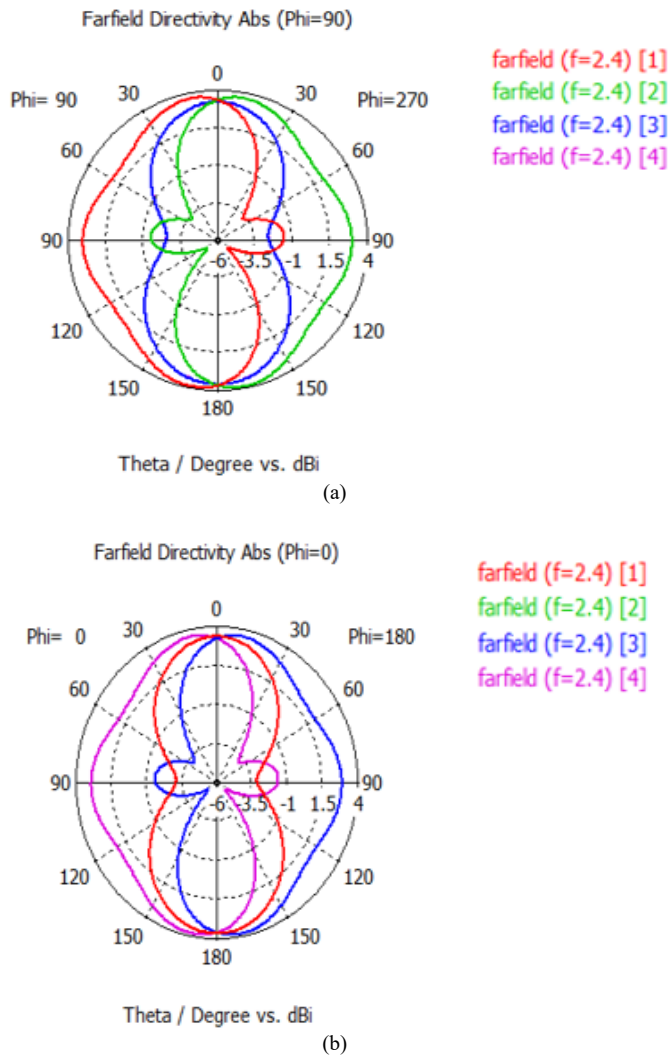 Farfield Directivity Abs (Phi=90)
farfield (f=2.4) [1]
farfield (f=2.4) [2]
farfield (f=2.4) [3]
farfield (f=2.4) [4]
0
Phi= 90 30 30 Phi=270
60 60
90 -6 -3.5 -1 1.5 4 90
120 120
150 150
180
Theta / Degree vs. dBi
(a)
Farfield Directivity Abs (Phi=0)
farfield (f=2.4) [1]
farfield (f=2.4) [2]
farfield (f=2.4) [3]
farfield (f=2.4) [4]
0
Phi= 0 30 30 Phi=180
60 60
90 -6 -3.5 -1 1.5 4 90
120 120
150 150
180
Theta / Degree vs. dBi
(b)